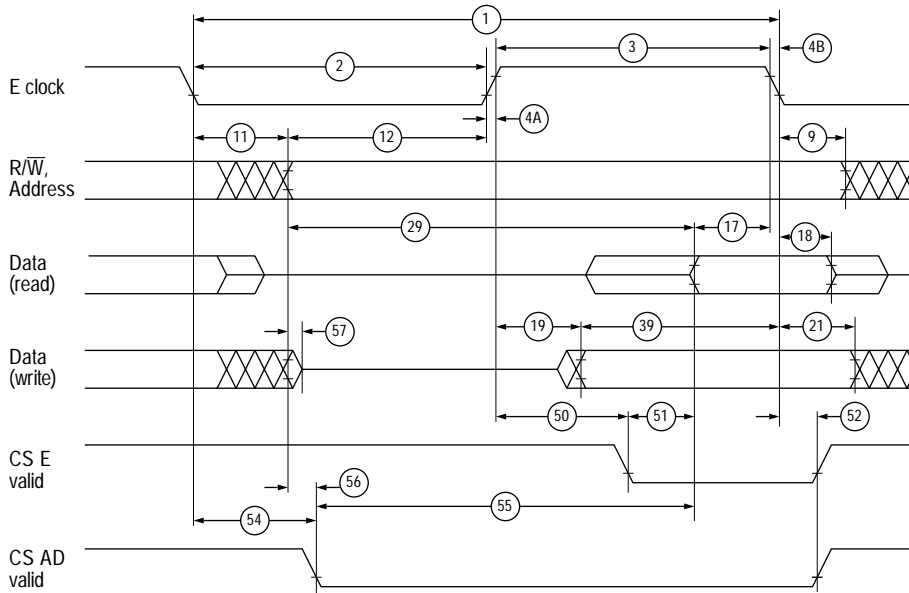 1
2
3
4B
E clock
4A
11
12
9
R/W̅,
Address
29
17
18
Data
(read)
57
19
39
21
Data
(write)
50
51
52
CS E
valid
56
55
54
CS AD
valid